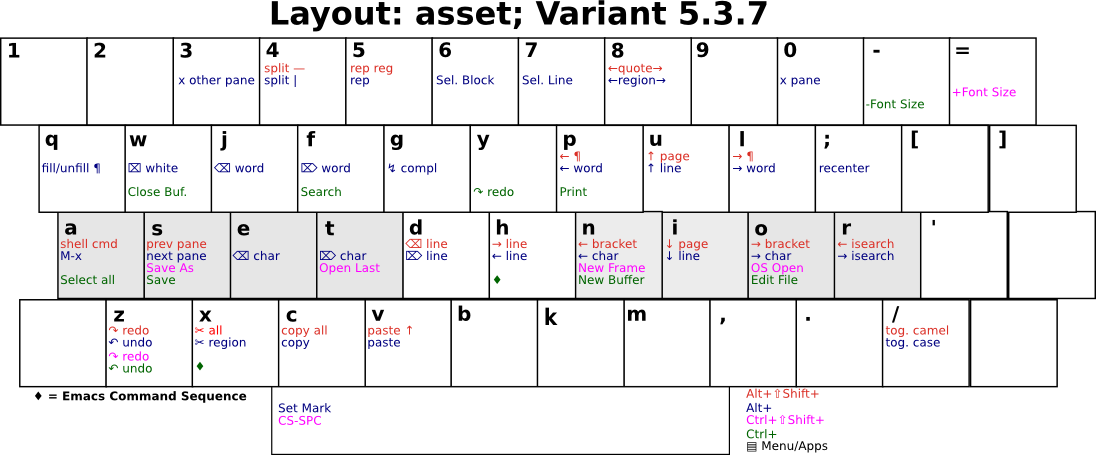 Layout: asset; Variant 5.3.7
1
2
3
x other pane
4
split —
split |
5
rep reg
rep
6
Sel. Block
7
Sel. Line
8
←quote→
←region→
9
0
x pane
-
-Font Size
=
+Font Size
q
fill/unfill ¶
w
⌧ white
Close Buf.
j
⌫ word
f
⌦ word
Search
g
↯ compl
y
↷ redo
p
← ¶
← word
Print
u
↑ page
↑ line
l
→ ¶
→ word
;
recenter
[
]
a
shell cmd
M-x
Select all
s
prev pane
next pane
Save As
Save
e
⌫ char
t
⌦ char
Open Last
d
⌫ line
⌦ line
h
→ line
← line
♦
n
← bracket
← char
New Frame
New Buffer
i
↓ page
↓ line
o
→ bracket
→ char
OS Open
Edit File
r
← isearch
→ isearch
'
z
↷ redo
↶ undo
↷ redo
↶ undo
x
✂ all
✂ region
♦
c
copy all
copy
v
paste ↑
paste
b
k
m
,
.
/
tog. camel
tog. case
♦ = Emacs Command Sequence
Set Mark
CS-SPC
Alt+⇧Shift+
Alt+
Ctrl+⇧Shift+
Ctrl+
▤ Menu/Apps